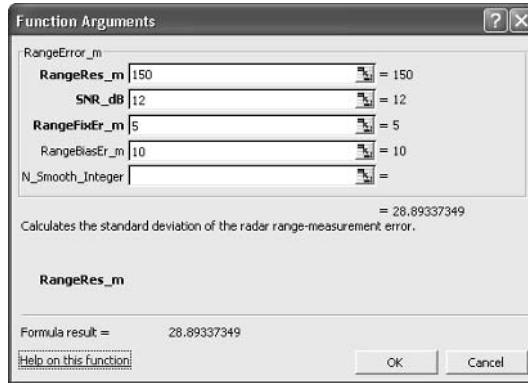 Function Arguments
RangeError_m
RangeRes_m 150 = 150
SNR_dB 12 = 12
RangeFixEr_m 5 = 5
RangeBiasEr_m 10 = 10
N_Smooth_Integer =
= 28.89337349
Calculates the standard deviation of the radar range-measurement error.
RangeRes_m
Formula result = 28.89337349
Help on this function OK Cancel